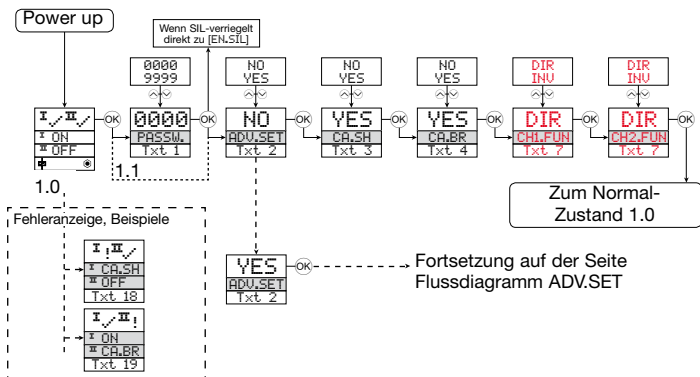 Power up
Wenn SIL-verriegelt
direkt zu [EN.SIL]
0000
9999
NO
YES
NO
YES
NO
YES
DIR
INV
DIR
INV
I ✓ II ✓
I ON
II OFF
OK
0000
PASSW.
Txt 1
OK
NO
ADV.SET
Txt 2
OK
YES
CA.SH
Txt 3
OK
YES
CA.BR
Txt 4
OK
DIR
CH1.FUN
Txt 7
OK
DIR
CH2.FUN
Txt 7
OK
1.0
1.1
Zum Normal-
Zustand 1.0
Fehleranzeige, Beispiele
I ! II ✓
I CA.SH
II OFF
Txt 18
I ✓ II !
I ON
II CA.BR
Txt 19
YES
ADV.SET
Txt 2
OK
Fortsetzung auf der Seite
Flussdiagramm ADV.SET